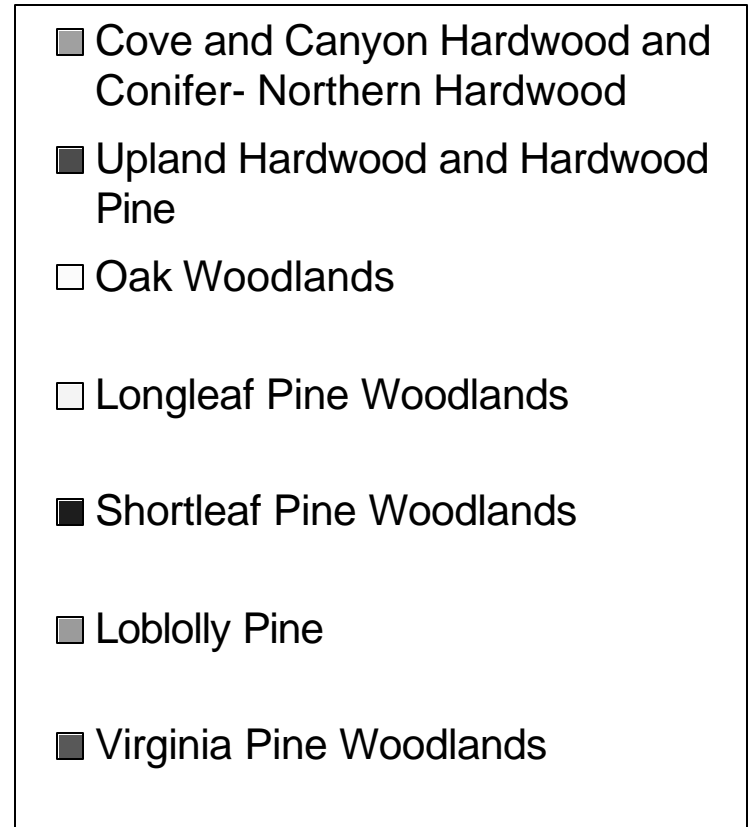 Cove and Canyon Hardwood and
Conifer- Northern Hardwood
Upland Hardwood and Hardwood
Pine
Oak Woodlands
Longleaf Pine Woodlands
Shortleaf Pine Woodlands
Loblolly Pine
Virginia Pine Woodlands